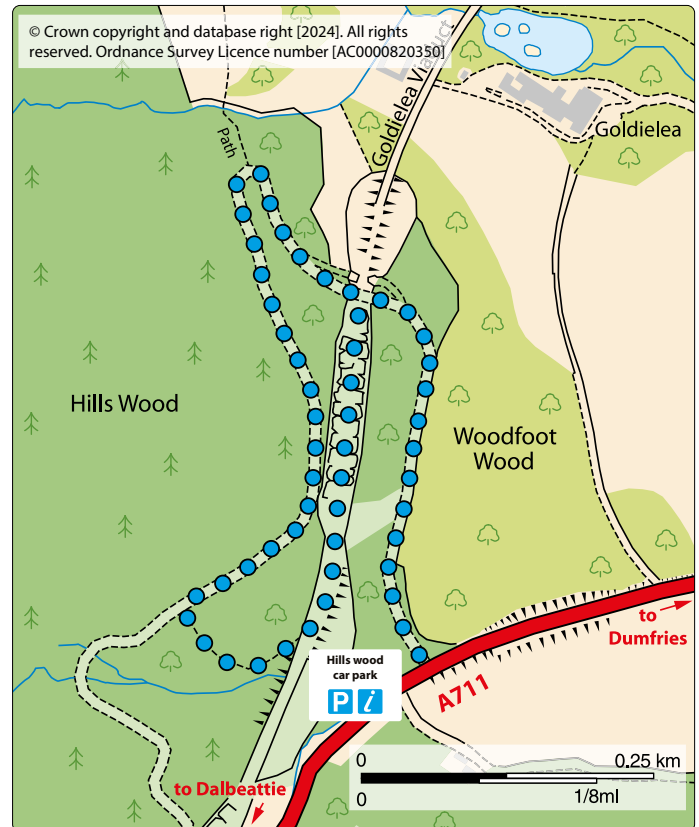 © Crown copyright and database right [2024]. All rights
reserved. Ordnance Survey Licence number [AC0000820350]
Goldielea Viaduct
Goldielea
Path
Hills Wood
Woodfoot
Wood
to
Dumfries
Hills wood
car park
P i
A711
0 0.25 km
to Dalbeattie
0 1/8ml